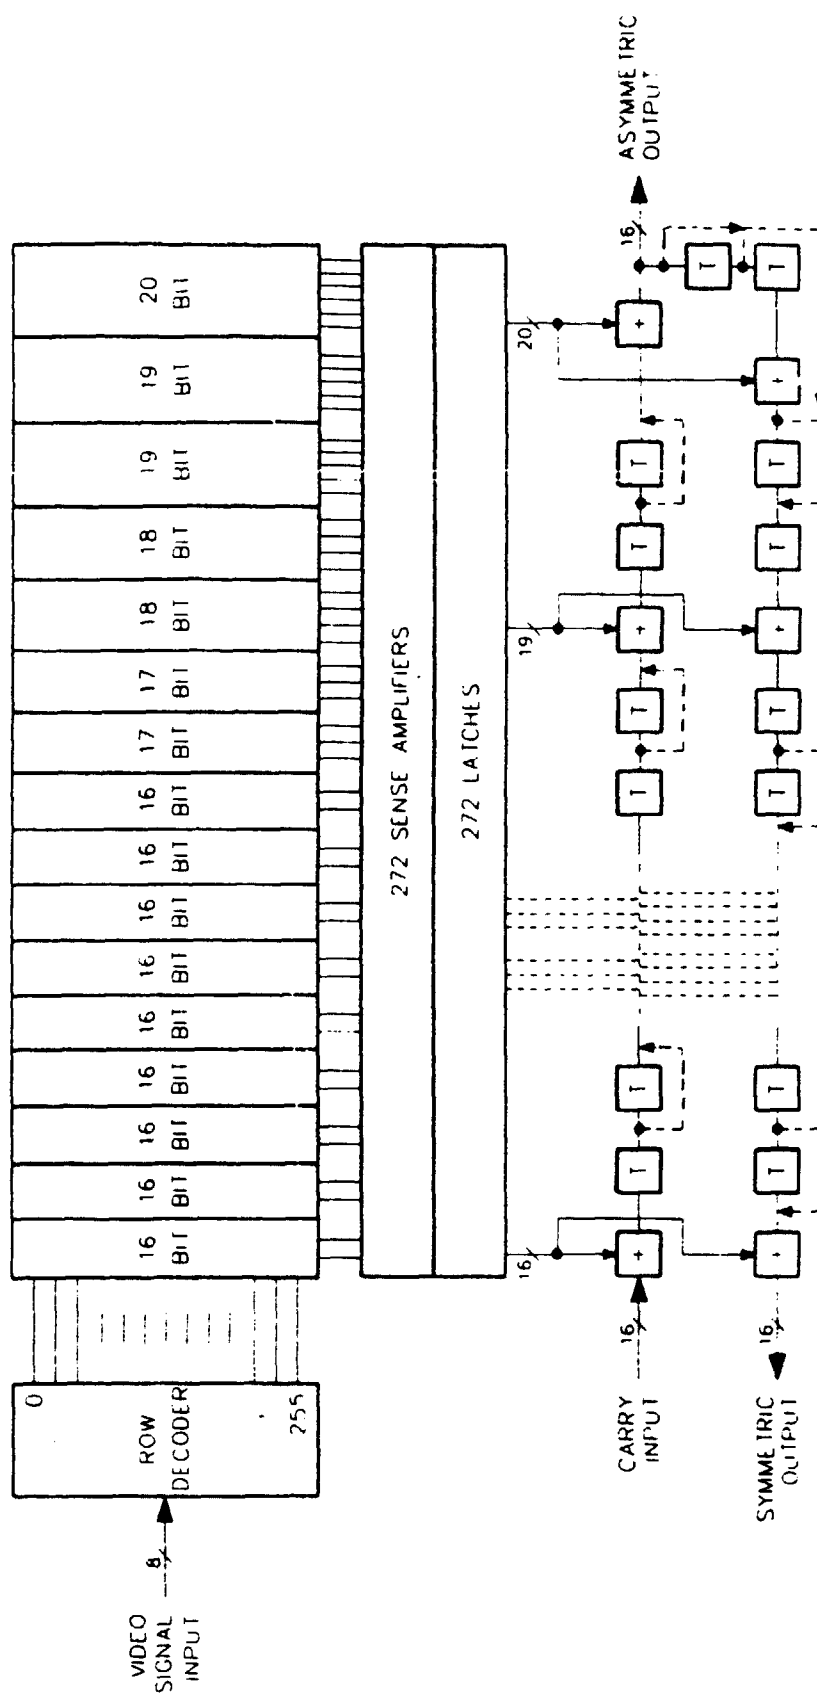 VIDEO
SIGNAL
INPUT
8
0
ROW
DECODER
255
16 BIT
16 BIT
16 BIT
16 BIT
16 BIT
16 BIT
16 BIT
16 BIT
16 BIT
17 BIT
17 BIT
18 BIT
18 BIT
19 BIT
19 BIT
20 BIT
272 SENSE AMPLIFIERS
272 LATCHES
16
19
20
CARRY
INPUT
16
+ T T T T + T T +
16
ASYMMETRIC
OUTPUT
T
SYMMETRIC
OUTPUT
16
+ T T T T + T T + T